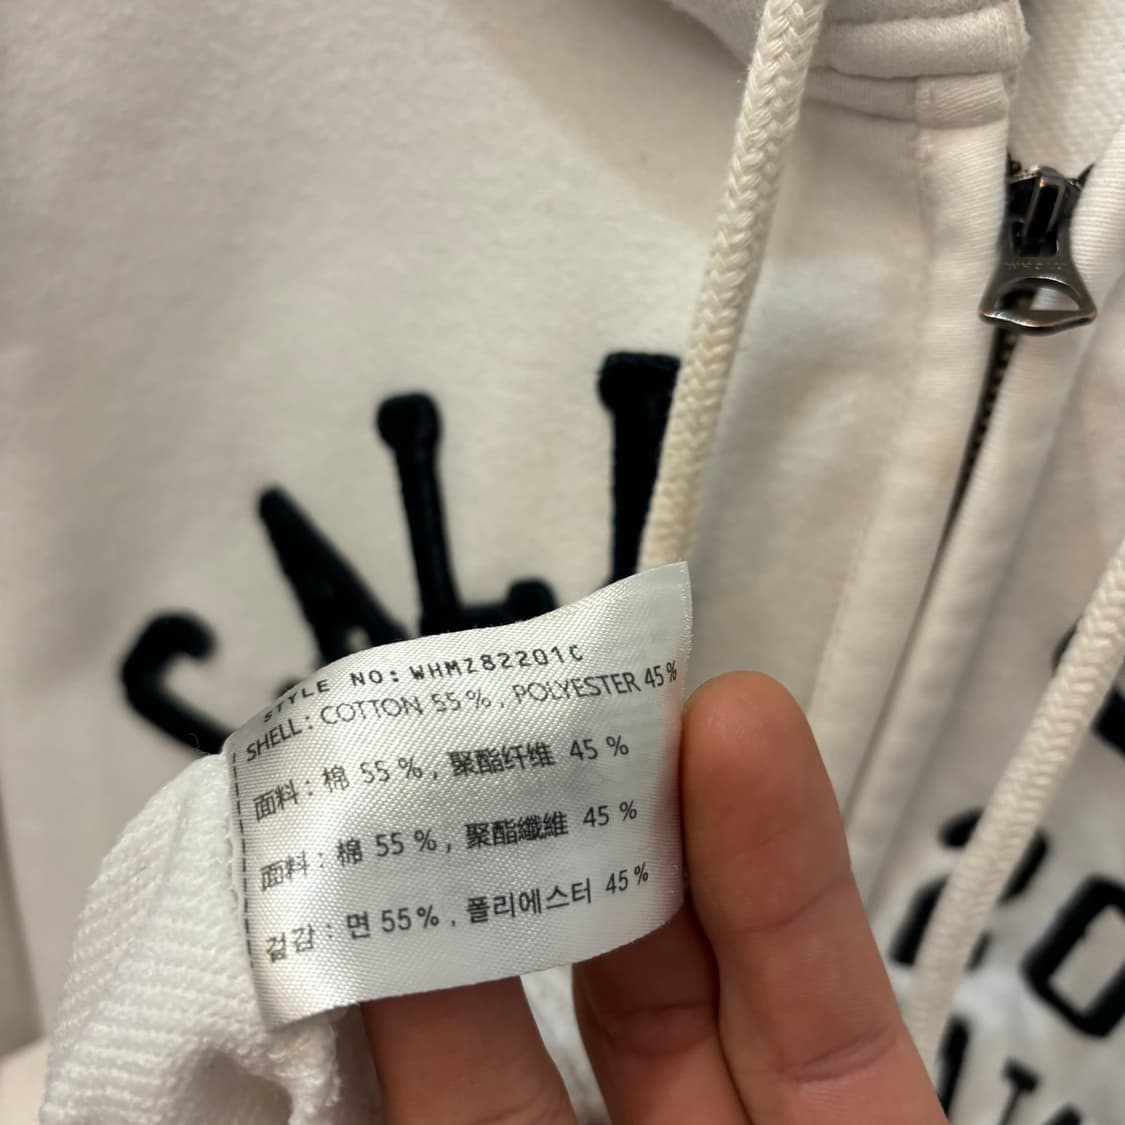 STYLE NO: WHMZ82201C
SHELL: COTTON 55%, POLYESTER 45%
面料: 棉 55%, 聚酯纤维 45%
面料: 棉 55%, 聚酯纖維 45%
겉감: 면 55%, 폴리에스터 45%